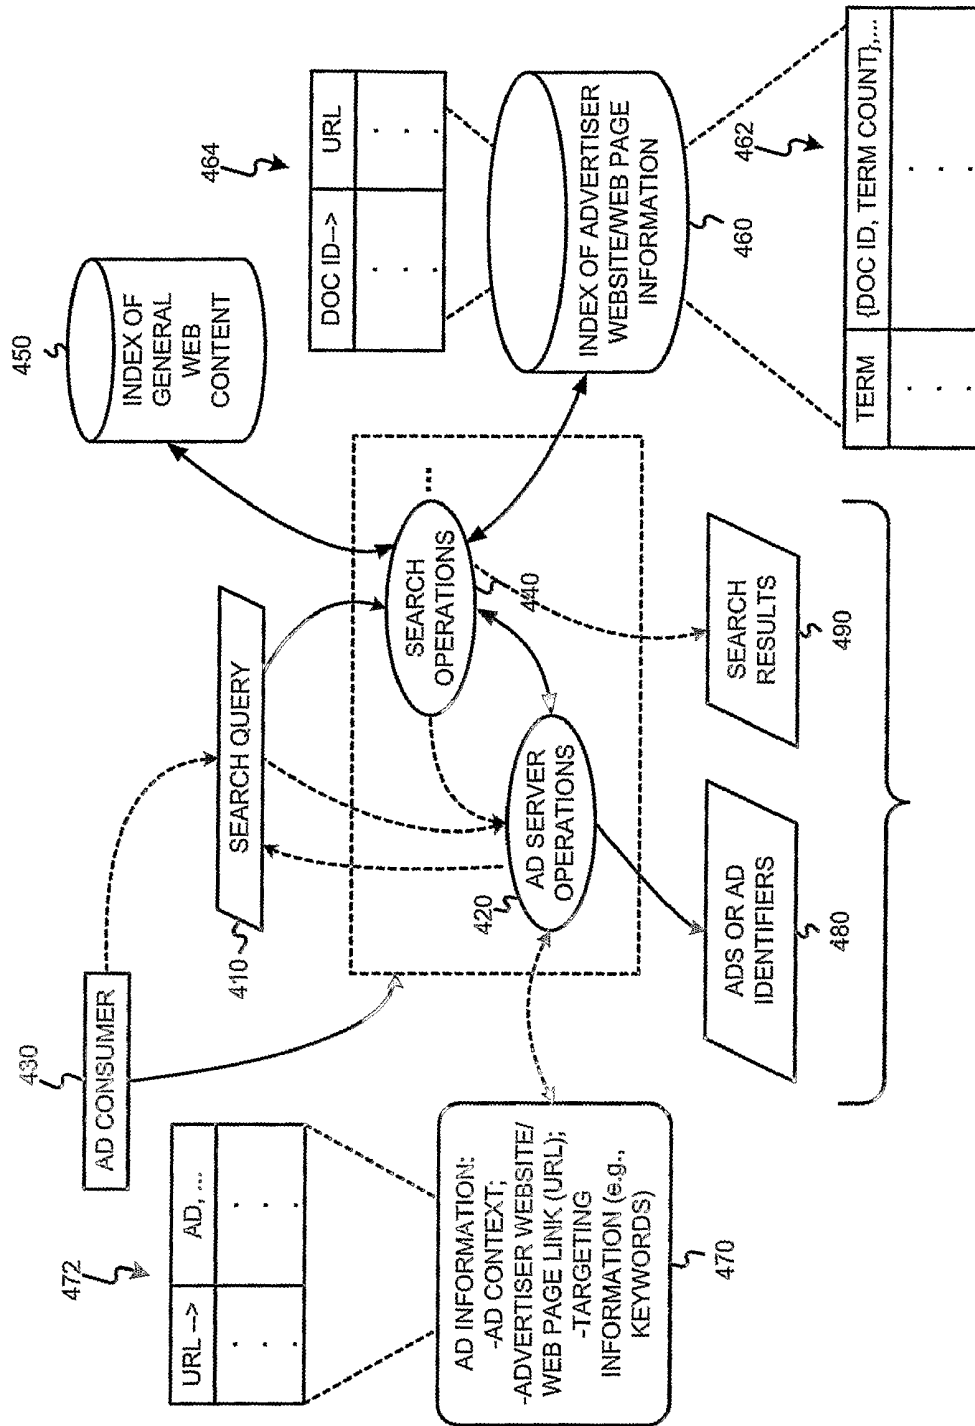 472
URL -->
AD, ...
. . .
. . .
AD INFORMATION:
-AD CONTEXT;
-ADVERTISER WEBSITE/
WEB PAGE LINK (URL);
-TARGETING
INFORMATION (e.g.,
KEYWORDS)
470
430
AD CONSUMER
410
SEARCH QUERY
420
AD SERVER
OPERATIONS
SEARCH
OPERATIONS
...
440
ADS OR AD
IDENTIFIERS
480
SEARCH
RESULTS
490
450
INDEX OF
GENERAL
WEB
CONTENT
464
DOC ID-->
URL
. . .
. . .
INDEX OF ADVERTISER
WEBSITE/WEB PAGE
INFORMATION
460
462
TERM
{DOC ID, TERM COUNT},...
. . .
. . .